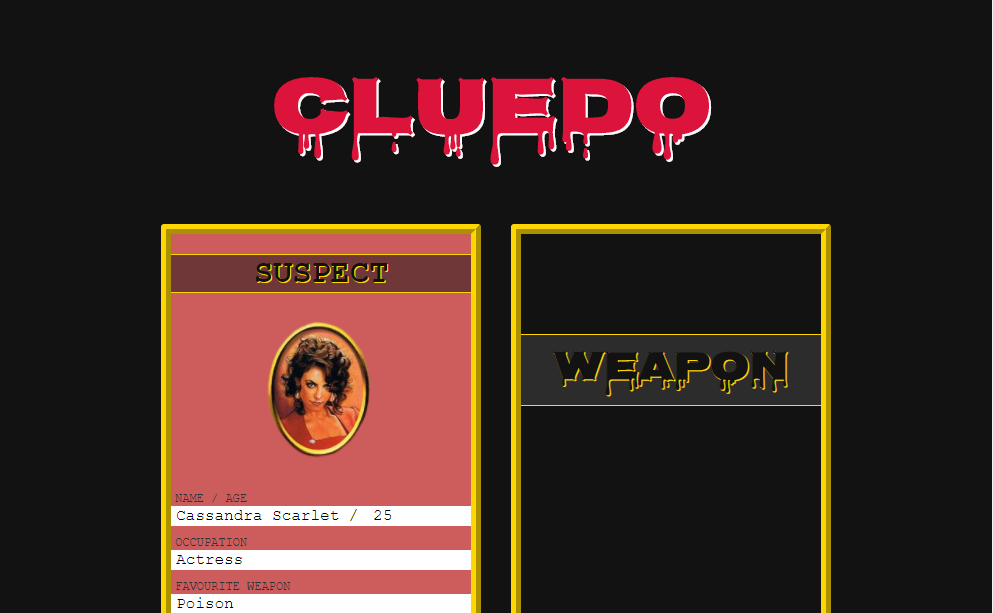 CLUEDO
SUSPECT
WEAPON
NAME / AGE
Cassandra Scarlet / 25
OCCUPATION
Actress
FAVOURITE WEAPON
Poison